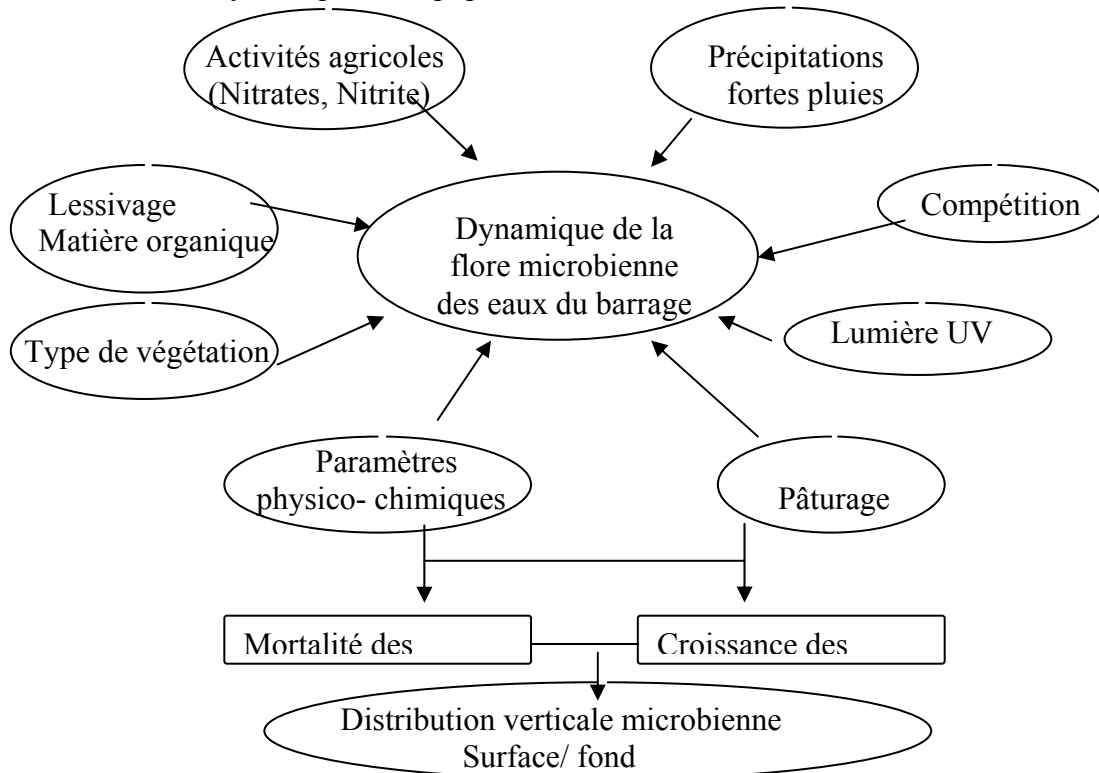 Activités agricoles
(Nitrates, Nitrite)
Précipitations
fortes pluies
Lessivage
Matière organique
Compétition
Dynamique de la
flore microbienne
des eaux du barrage
Type de végétation
Lumière UV
Paramètres
physico- chimiques
Pâturage
Mortalité des
Croissance des
Distribution verticale microbienne
Surface/ fond